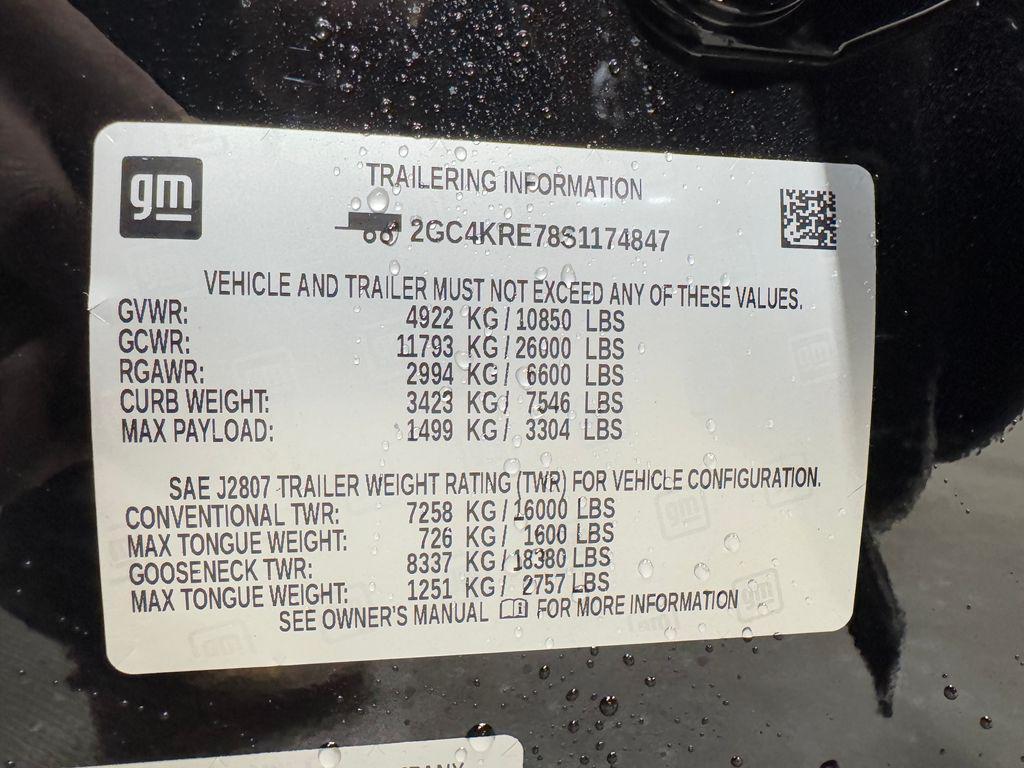 gm
TRAILERING INFORMATION
2GC4KRE78S1174847
VEHICLE AND TRAILER MUST NOT EXCEED ANY OF THESE VALUES.
GVWR: 4922 KG / 10850 LBS
GCWR: 11793 KG / 26000 LBS
RGAWR: 2994 KG / 6600 LBS
CURB WEIGHT: 3423 KG / 7546 LBS
MAX PAYLOAD: 1499 KG / 3304 LBS
SAE J2807 TRAILER WEIGHT RATING (TWR) FOR VEHICLE CONFIGURATION.
CONVENTIONAL TWR: 7258 KG / 16000 LBS
MAX TONGUE WEIGHT: 726 KG / 1600 LBS
GOOSENECK TWR: 8337 KG / 18380 LBS
MAX TONGUE WEIGHT: 1251 KG / 2757 LBS
SEE OWNER'S MANUAL FOR MORE INFORMATION